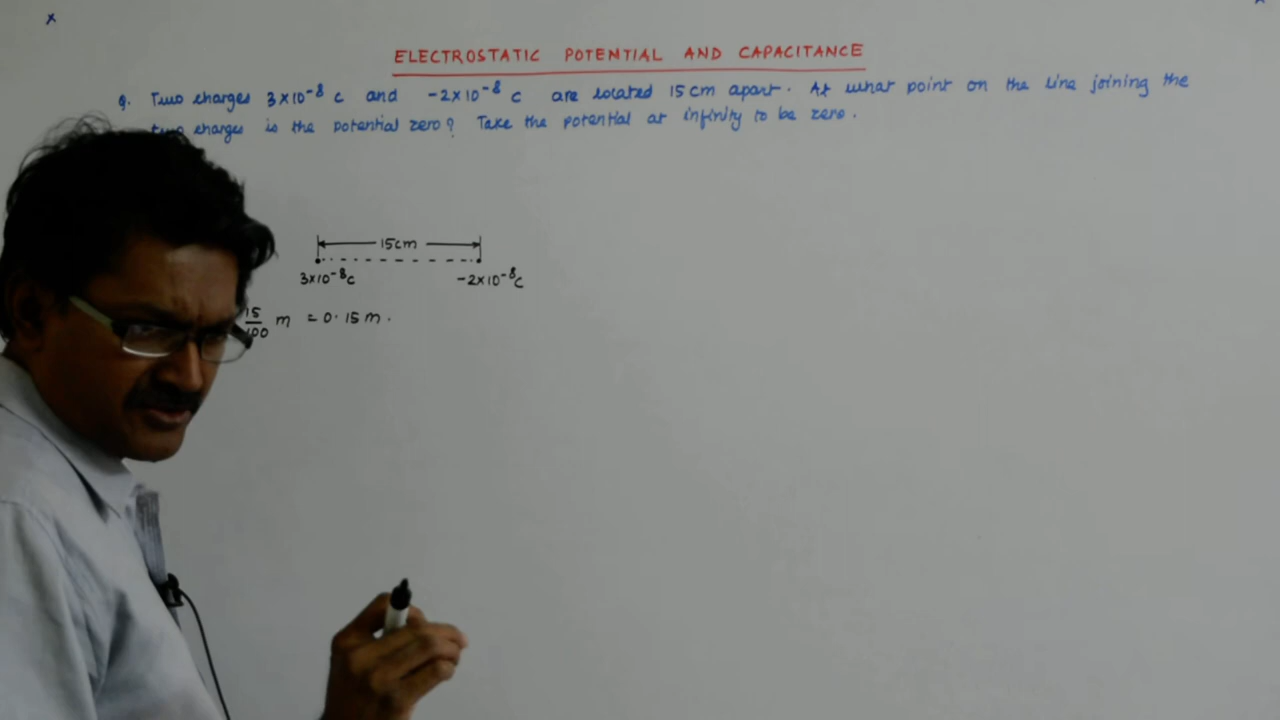 ELECTROSTATIC POTENTIAL AND CAPACITANCE
Q. Two charges 3×10⁻⁸ c and -2×10⁻⁸ c are located 15 cm apart. At what point on the line joining the
two charges is the potential zero? Take the potential at infinity to be zero.
15cm
3×10⁻⁸c -2×10⁻⁸c
15/100 m = 0.15 m.